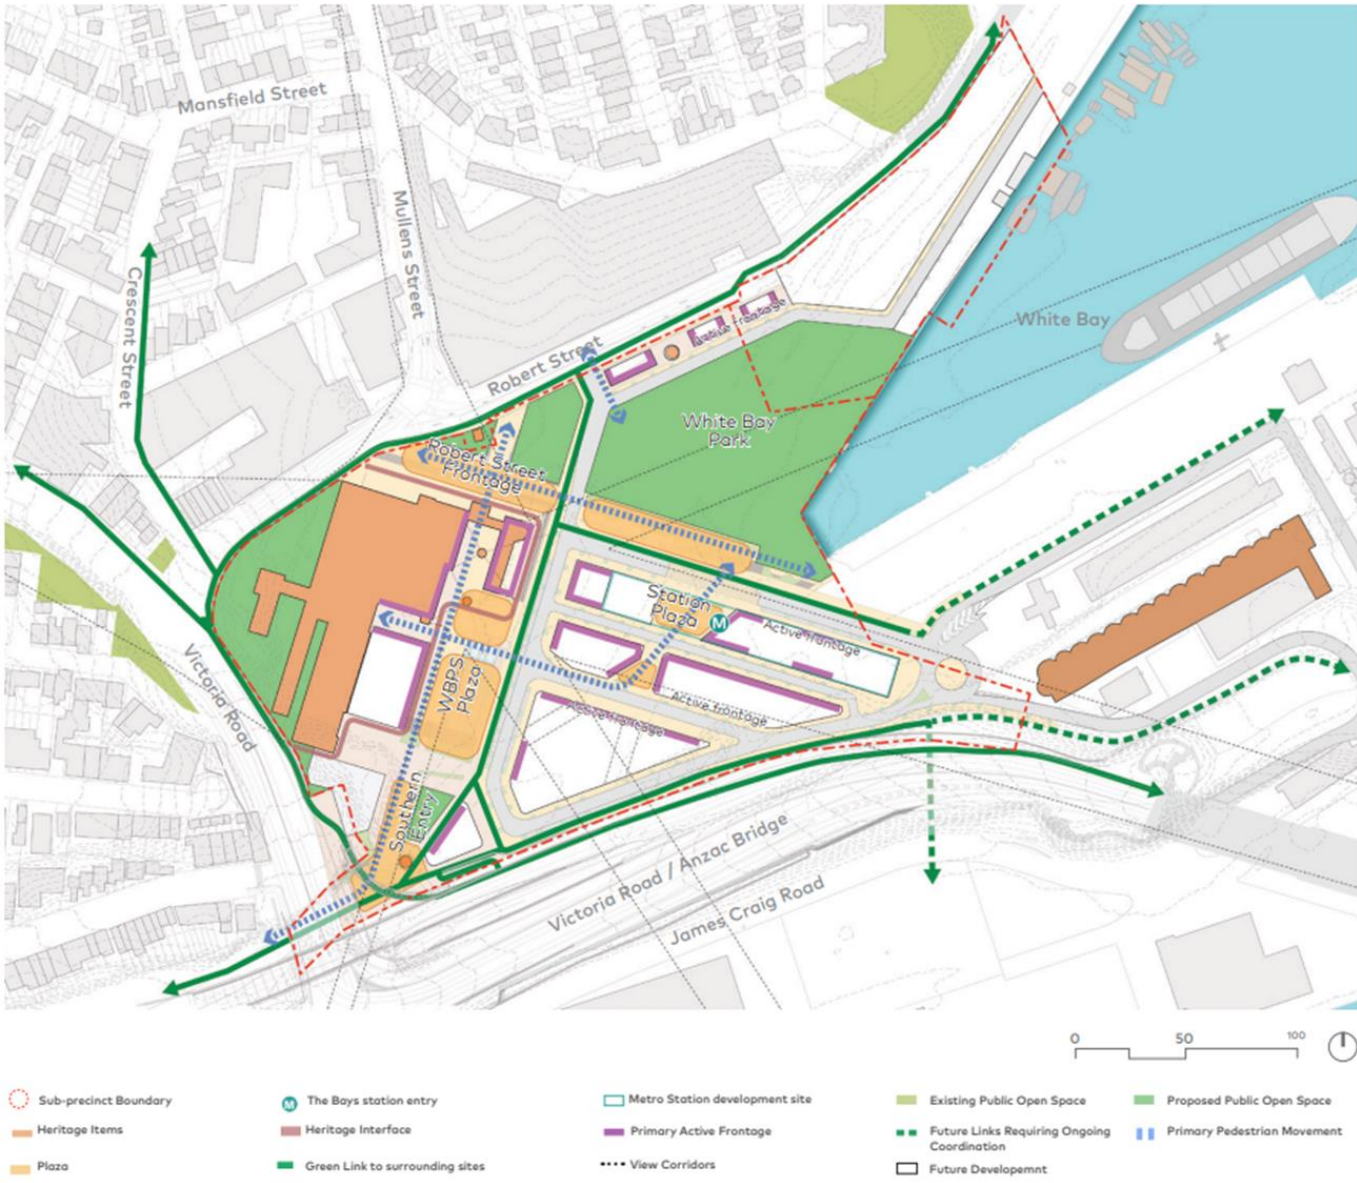 Mansfield Street
Mullens Street
Crescent Street
White Bay
Robert Street
Active Frontage
White Bay
Park
Robert Street
Frontage
Station
Plaza
M
Active frontage
WBPS
Plaza
Active frontage
Active frontage
Victoria Road
Southern
Entry
Victoria Road / Anzac Bridge
James Craig Road
0 50 100
Sub-precinct Boundary
M The Bays station entry
Metro Station development site
Existing Public Open Space
Proposed Public Open Space
Heritage Items
Heritage Interface
Primary Active Frontage
Future Links Requiring Ongoing
Coordination
Primary Pedestrian Movement
Plaza
Green Link to surrounding sites
View Corridors
Future Developemnt